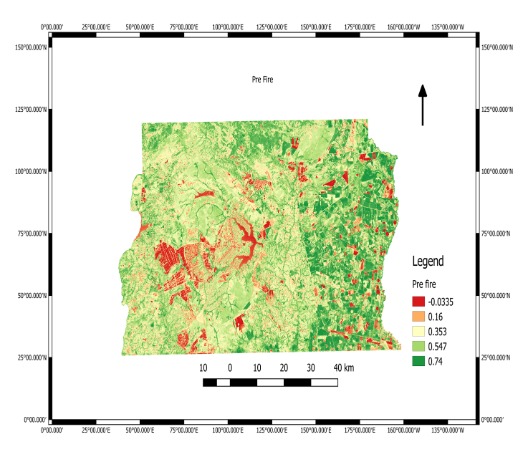 0°00.000' 25°00.000'E 50°00.000'E 75°00.000'E 100°00.000'E 125°00.000'E 150°00.000'E 175°00.000'E 160°00.000'W 135°00.000'W
150°00.000'N 150°00.000'N
Pre Fire
125°00.000'N 125°00.000'N
100°00.000'N 100°00.000'N
75°00.000'N 75°00.000'N
Legend
Pre fire
-0.0335
50°00.000'N 50°00.000'N
0.16
0.353
0.547
25°00.000'N 25°00.000'N
0.74
10 0 10 20 30 40 km
0°00.000' 0°00.000'
0°00.000' 25°00.000'E 50°00.000'E 75°00.000'E 100°00.000'E 125°00.000'E 150°00.000'E 175°00.000'E 160°00.000'W 135°00.000'W